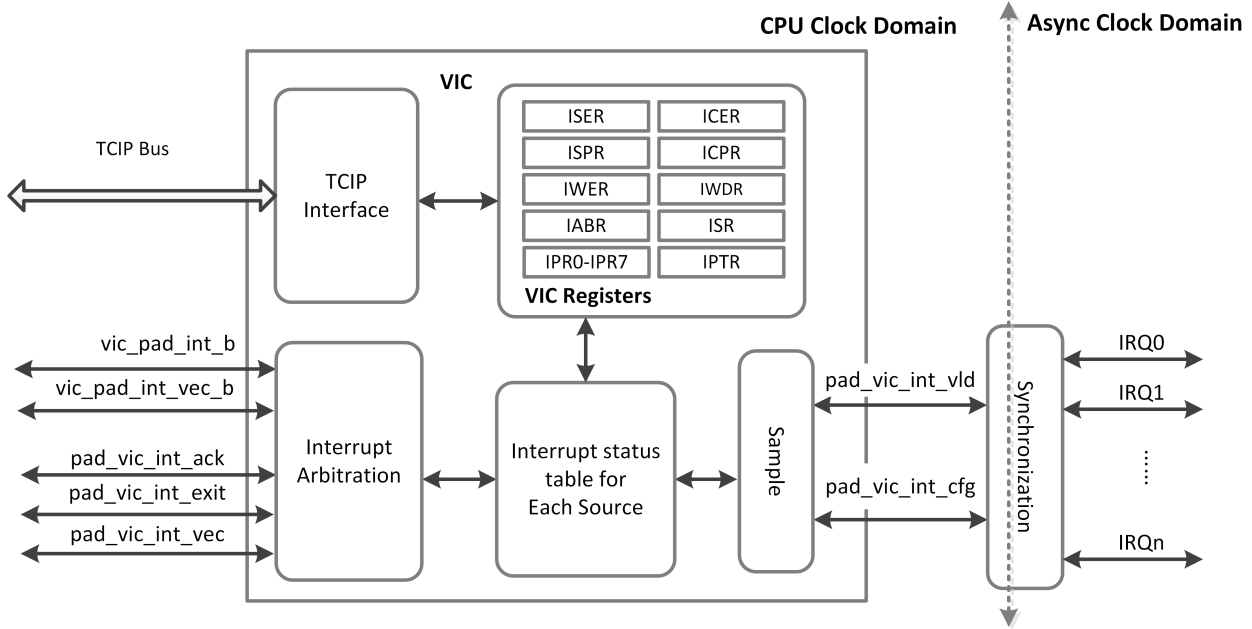 CPU Clock Domain
Async Clock Domain
VIC
TCIP Bus
TCIP
Interface
ISER
ICER
ISPR
ICPR
IWER
IWDR
IABR
ISR
IPR0-IPR7
IPTR
VIC Registers
vic_pad_int_b
vic_pad_int_vec_b
pad_vic_int_ack
pad_vic_int_exit
pad_vic_int_vec
Interrupt
Arbitration
Interrupt status
table for
Each Source
Sample
pad_vic_int_vld
pad_vic_int_cfg
Synchronization
IRQ0
IRQ1
......
IRQn